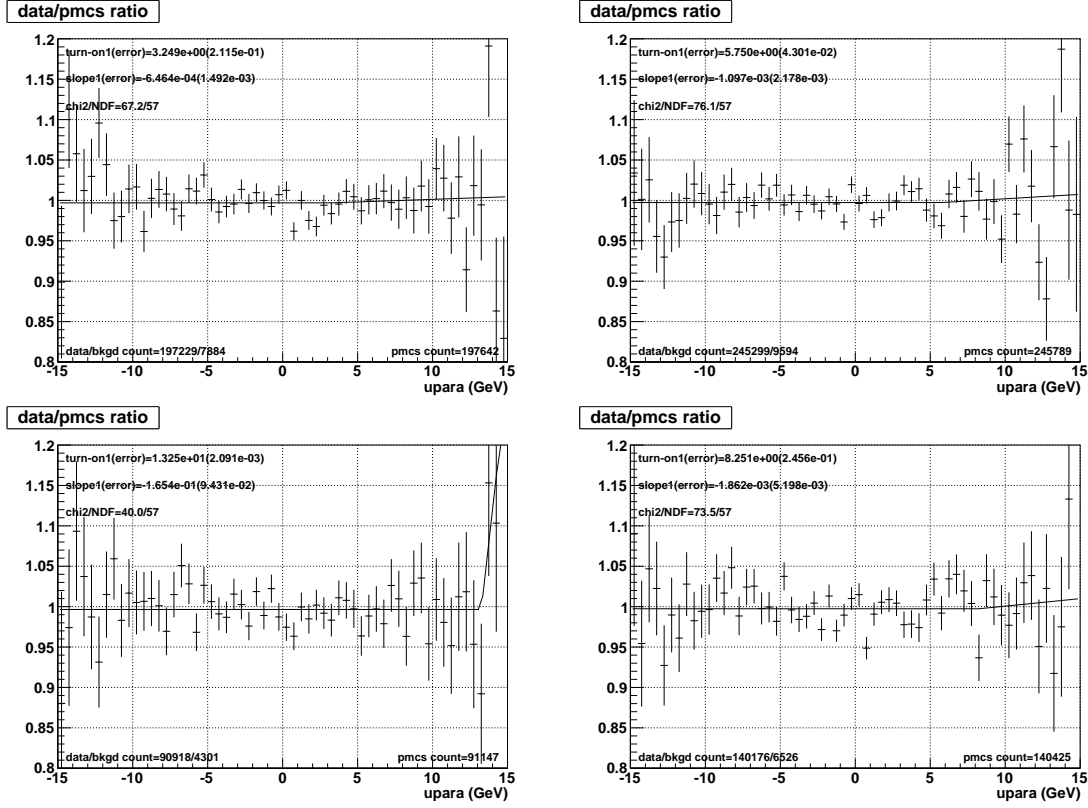 data/pmcs ratio
turn-on1(error)=3.249e+00(2.115e-01)
slope1(error)=-6.464e-04(1.492e-03)
chi2/NDF=67.2/57
data/bkgd count=197229/7884
pmcs count=197642
1.2
1.15
1.1
1.05
1
0.95
0.9
0.85
0.8
-15 -10 -5 0 5 10 15
upara (GeV)
data/pmcs ratio
turn-on1(error)=5.750e+00(4.301e-02)
slope1(error)=-1.097e-03(2.178e-03)
chi2/NDF=76.1/57
data/bkgd count=245299/9594
pmcs count=245789
1.2
1.15
1.1
1.05
1
0.95
0.9
0.85
0.8
-15 -10 -5 0 5 10 15
upara (GeV)
data/pmcs ratio
turn-on1(error)=1.325e+01(2.091e-03)
slope1(error)=-1.654e-01(9.431e-02)
chi2/NDF=40.0/57
data/bkgd count=90918/4301
pmcs count=91147
1.2
1.15
1.1
1.05
1
0.95
0.9
0.85
0.8
-15 -10 -5 0 5 10 15
upara (GeV)
data/pmcs ratio
turn-on1(error)=8.251e+00(2.456e-01)
slope1(error)=-1.862e-03(5.198e-03)
chi2/NDF=73.5/57
data/bkgd count=140176/6526
pmcs count=140425
1.2
1.15
1.1
1.05
1
0.95
0.9
0.85
0.8
-15 -10 -5 0 5 10 15
upara (GeV)